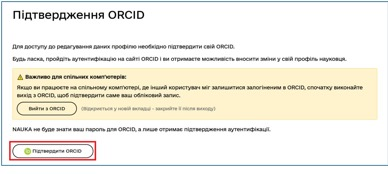 Підтвердження ORCID
Для доступу до редагування даних профілю необхідно підтвердити свій ORCID.
Будь ласка, пройдіть аутентифікацію на сайті ORCID і ви отримаєте можливість вносити зміни у свій профіль науковця.
Важливо для спільних комп'ютерів:
Якщо ви працюєте на спільному комп'ютері, де інший користувач міг залишитися залогіненим в ORCID, спочатку виконайте
вихід з ORCID, щоб підтвердити саме ваш обліковий запис.
Вийти з ORCID (Відкриється у новій вкладці - закрийте її після виходу)
НАУКА не буде знати ваш пароль для ORCID, а лише отримає підтвердження аутентифікації.
Підтвердити ORCID